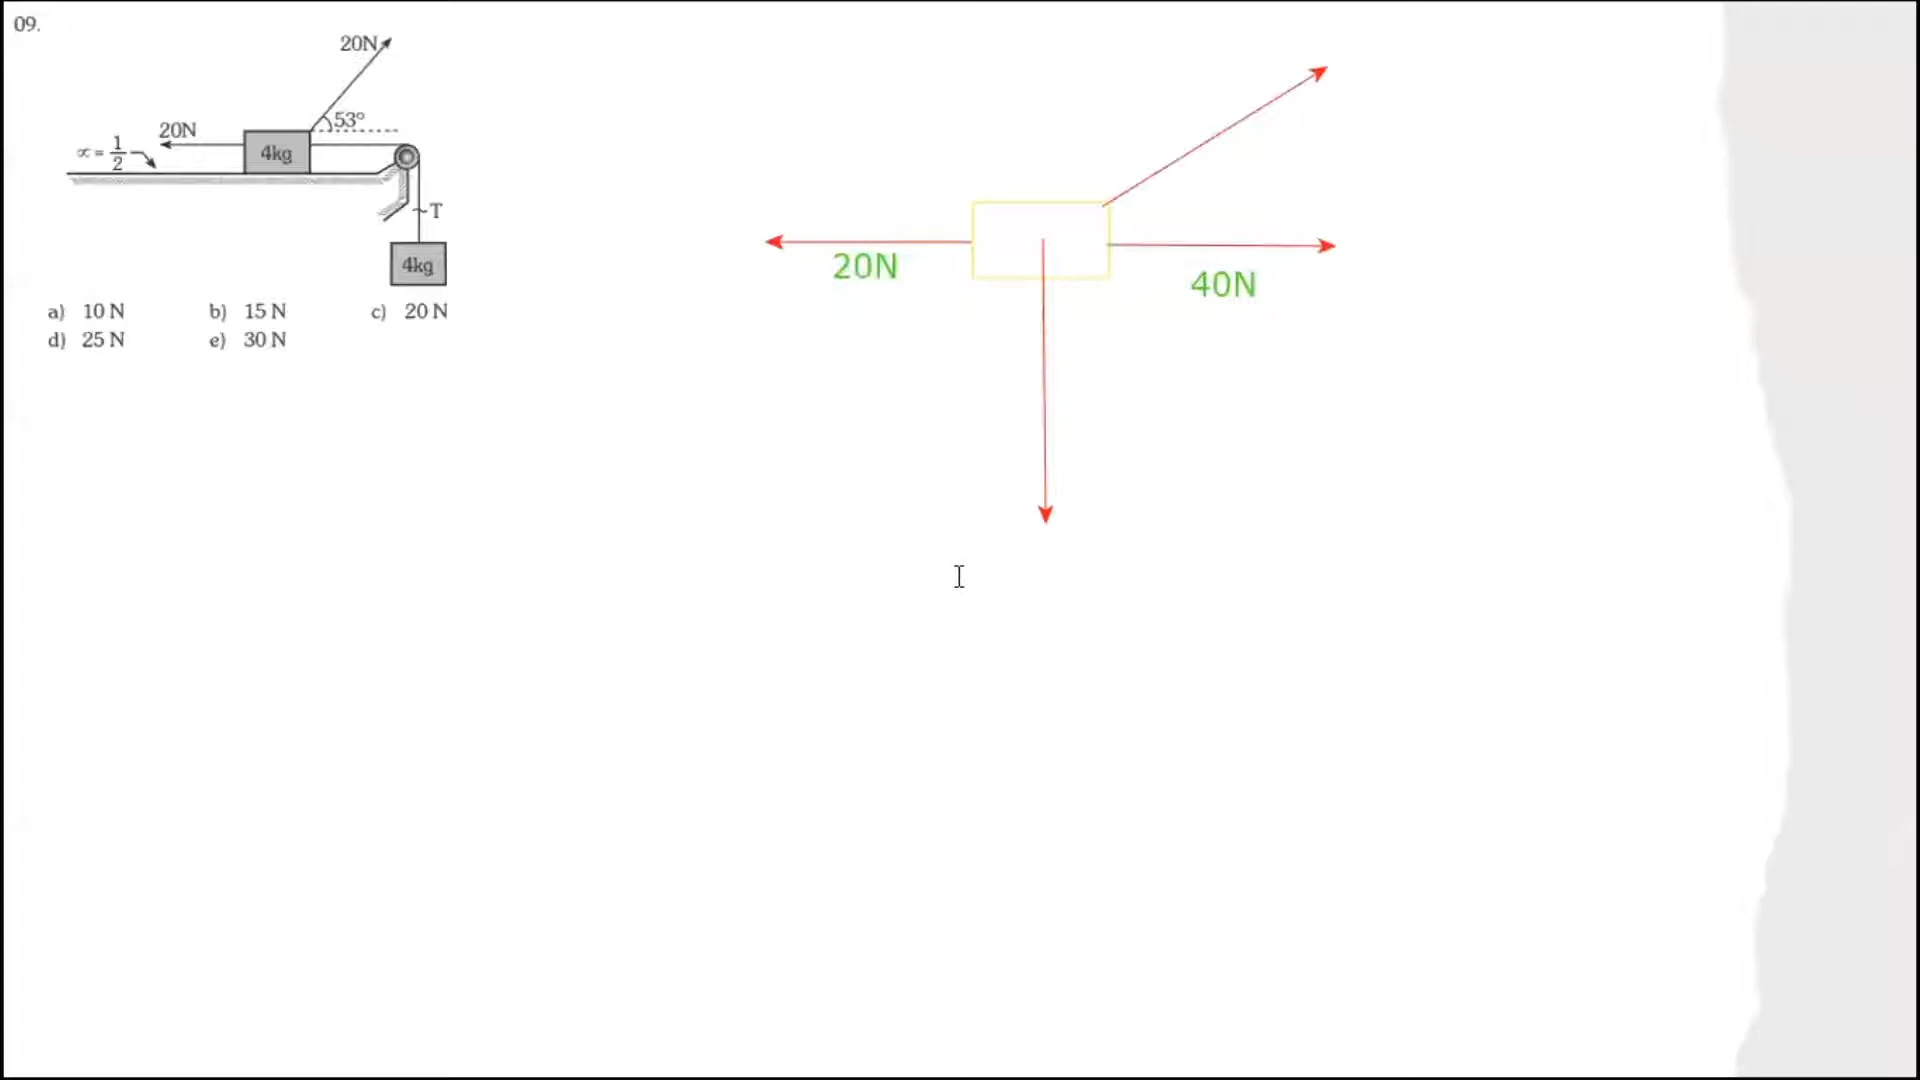 09.
20N
53°
20N
∝ = 1/2
4kg
T
4kg
a) 10 N b) 15 N c) 20 N
d) 25 N e) 30 N
20N
40N